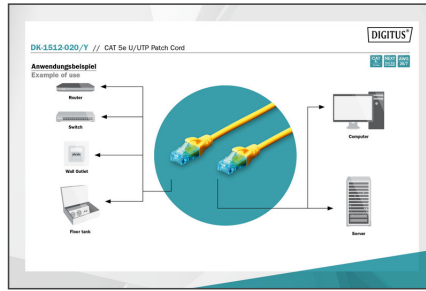 DIGITUS®
DK-1512-020/Y // CAT 5e U/UTP Patch Cord
Anwendungsbeispiel
Example of use
Router
Switch
Wall Outlet
Floor tank
Computer
Server